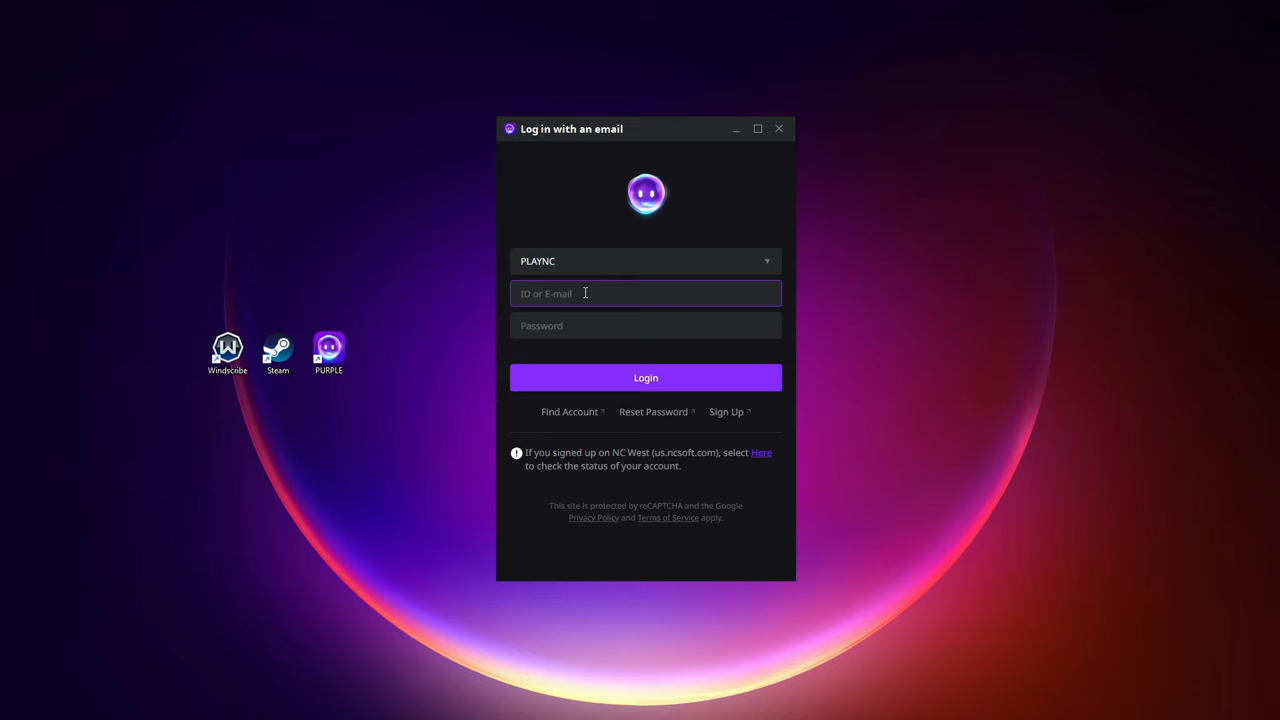 Log in with an email
PLAYNC
ID or E-mail
Password
Windscribe
Steam
PURPLE
Login
Find Account
Reset Password
Sign Up
If you signed up on NC West (us.ncsoft.com), select Here
to check the status of your account.
This site is protected by reCAPTCHA and the Google
Privacy Policy and Terms of Service apply.